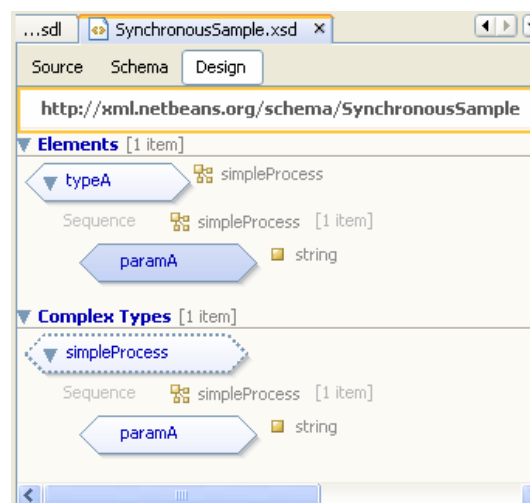 ...sdl SynchronousSample.xsd ×
Source Schema Design
http://xml.netbeans.org/schema/SynchronousSample
Elements [1 item]
typeA simpleProcess
Sequence simpleProcess [1 item]
paramA string
Complex Types [1 item]
simpleProcess
Sequence simpleProcess [1 item]
paramA string